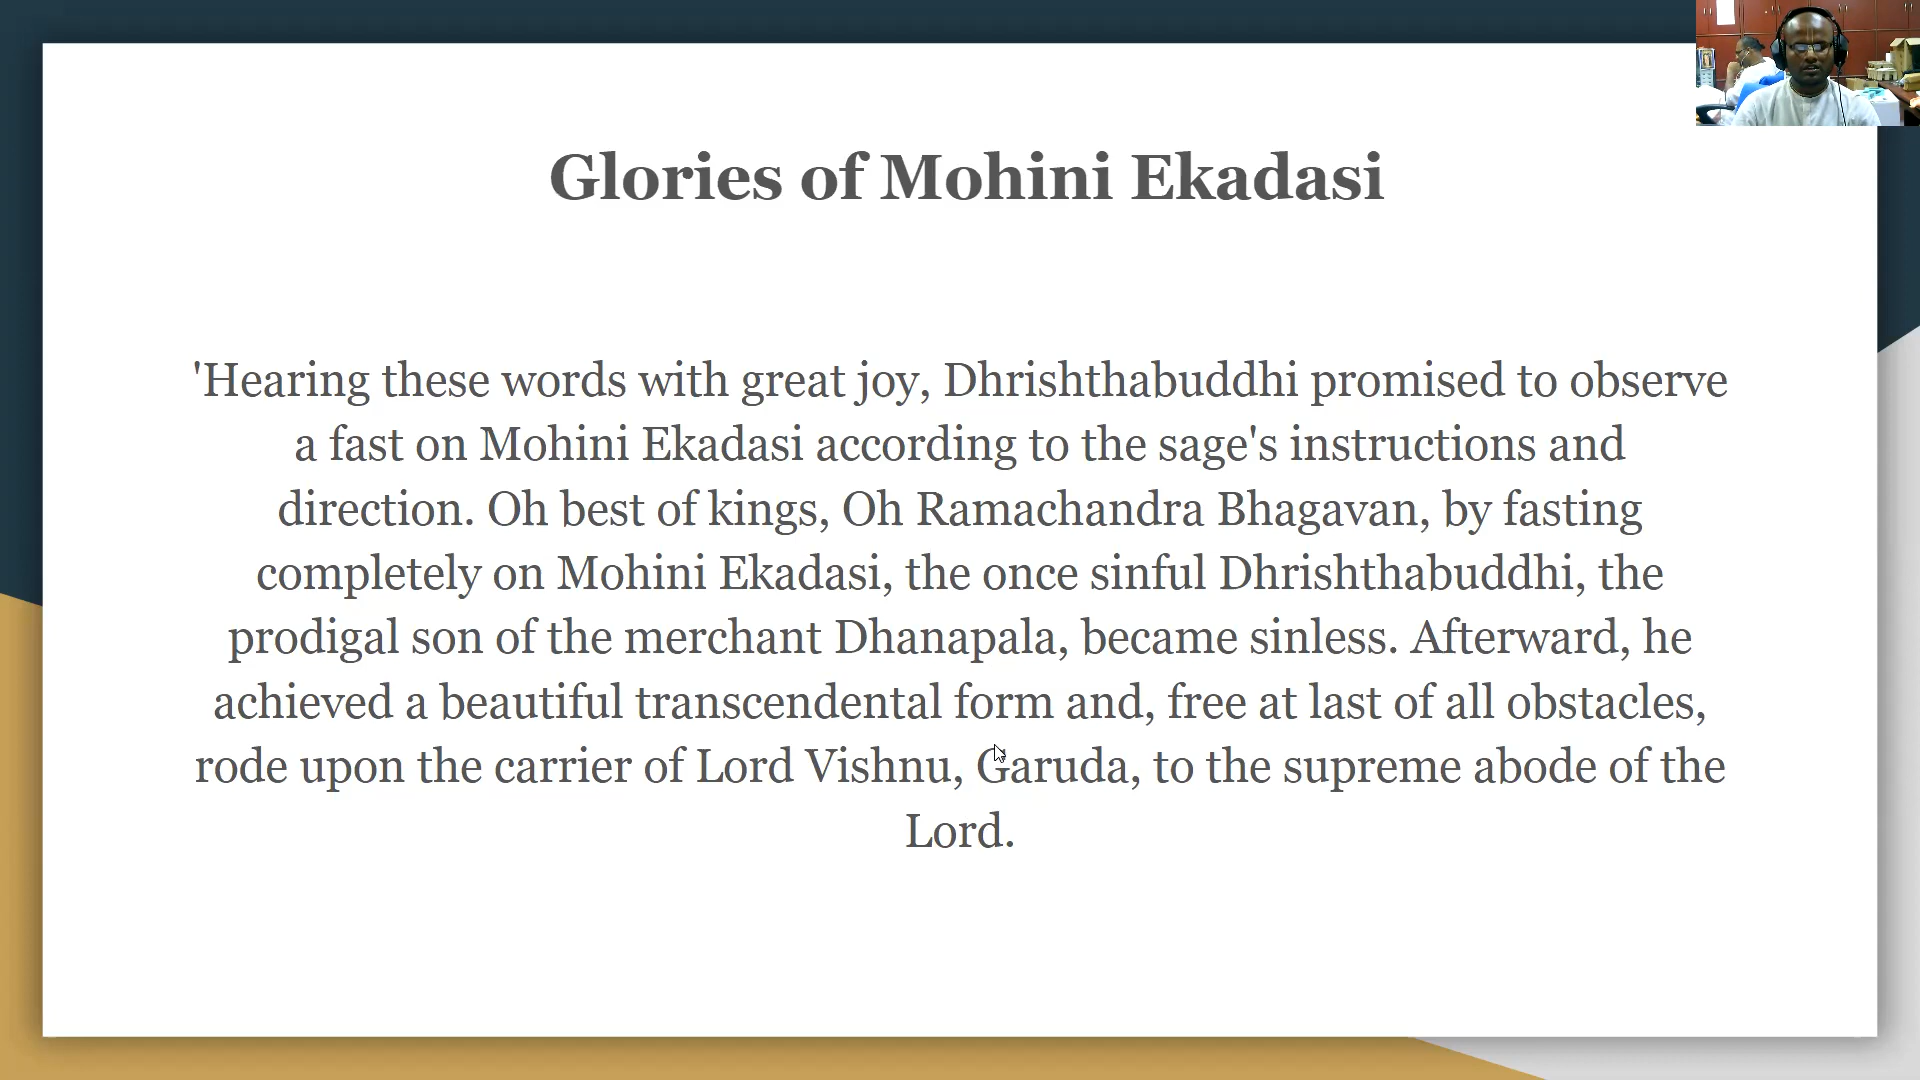 Glories of Mohini Ekadasi
'Hearing these words with great joy, Dhrishthabuddhi promised to observe
a fast on Mohini Ekadasi according to the sage's instructions and
direction. Oh best of kings, Oh Ramachandra Bhagavan, by fasting
completely on Mohini Ekadasi, the once sinful Dhrishthabuddhi, the
prodigal son of the merchant Dhanapala, became sinless. Afterward, he
achieved a beautiful transcendental form and, free at last of all obstacles,
rode upon the carrier of Lord Vishnu, Garuda, to the supreme abode of the
Lord.